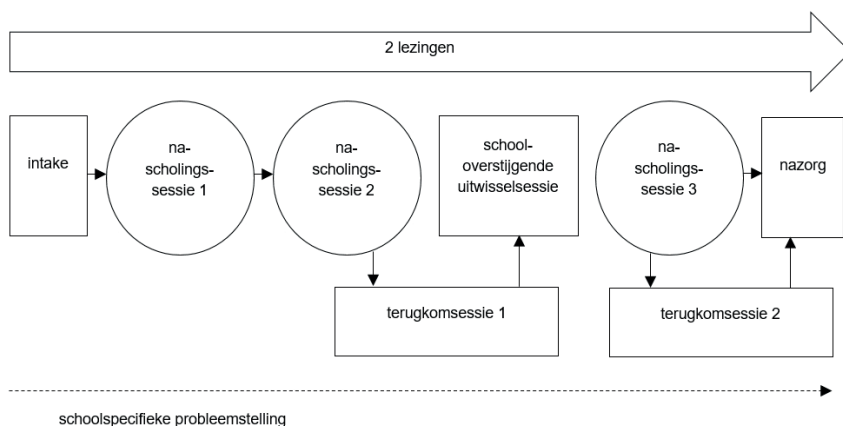 2 lezingen
intake
na-
scholings-
sessie 1
na-
scholings-
sessie 2
school-
overstijgende
uitwisselsessie
na-
scholings-
sessie 3
nazorg
terugkomsessie 1
terugkomsessie 2
schoolspecifieke probleemstelling